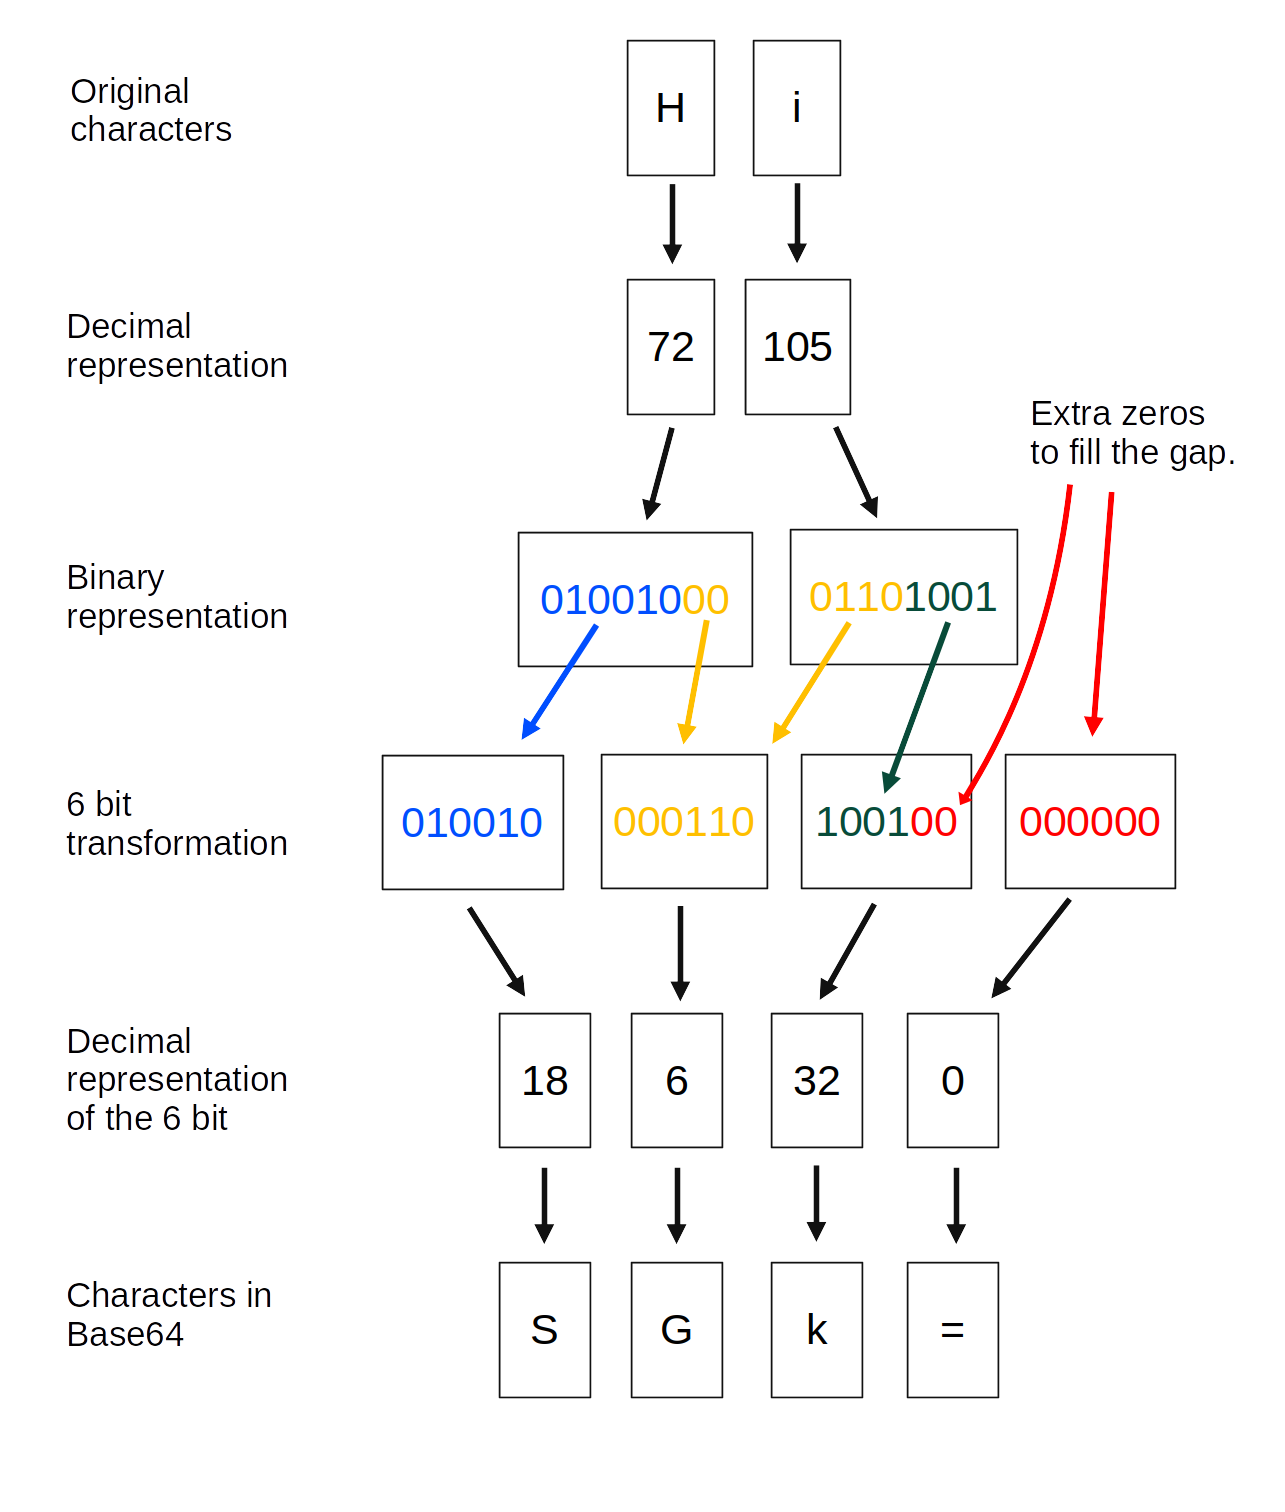 Original
characters
H i
Decimal
representation
72 105
Extra zeros
to fill the gap.
Binary
representation
01001000 01101001
6 bit
transformation
010010 000110 100100 000000
Decimal
representation
of the 6 bit
18 6 32 0
Characters in
Base64
S G k =